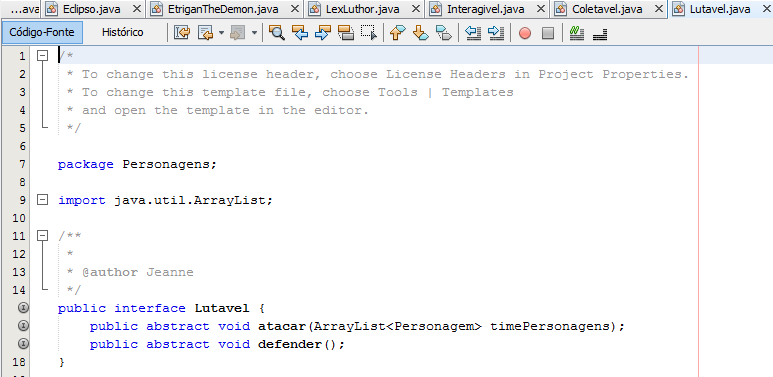 ...ava Edipso.java EtriganTheDemon.java LexLuthor.java Interagivel.java Coletavel.java Lutavel.java
Código-Fonte Histórico
1 /*
2 * To change this license header, choose License Headers in Project Properties.
3 * To change this template file, choose Tools | Templates
4 * and open the template in the editor.
5 */
6
7 package Personagens;
8
9 import java.util.ArrayList;
10
11 /**
12 *
13 * @author Jeanne
14 */
public interface Lutavel {
public abstract void atacar(ArrayList<Personagem> timePersonagens);
public abstract void defender();
18 }